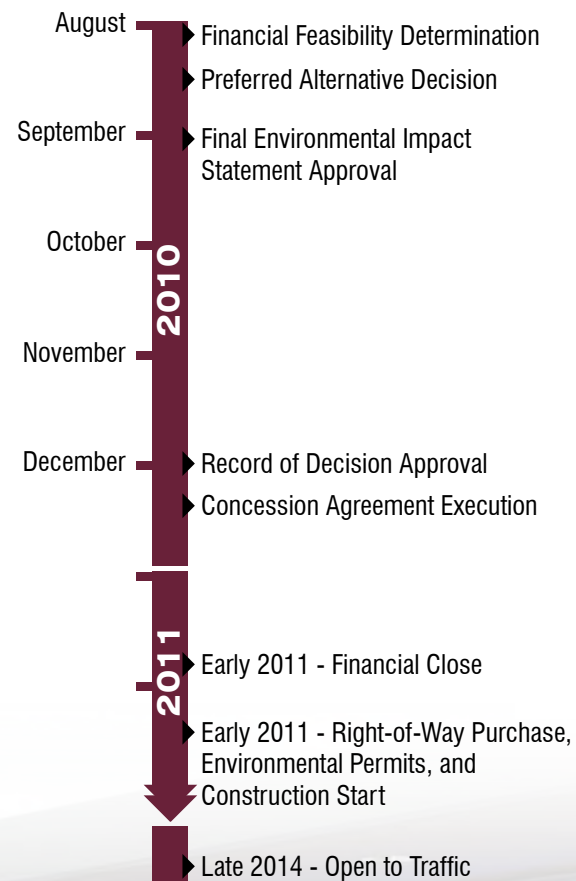 August
Financial Feasibility Determination
Preferred Alternative Decision
September
Final Environmental Impact
Statement Approval
October
2010
November
December
Record of Decision Approval
Concession Agreement Execution
2011
Early 2011 - Financial Close
Early 2011 - Right-of-Way Purchase,
Environmental Permits, and
Construction Start
Late 2014 - Open to Traffic